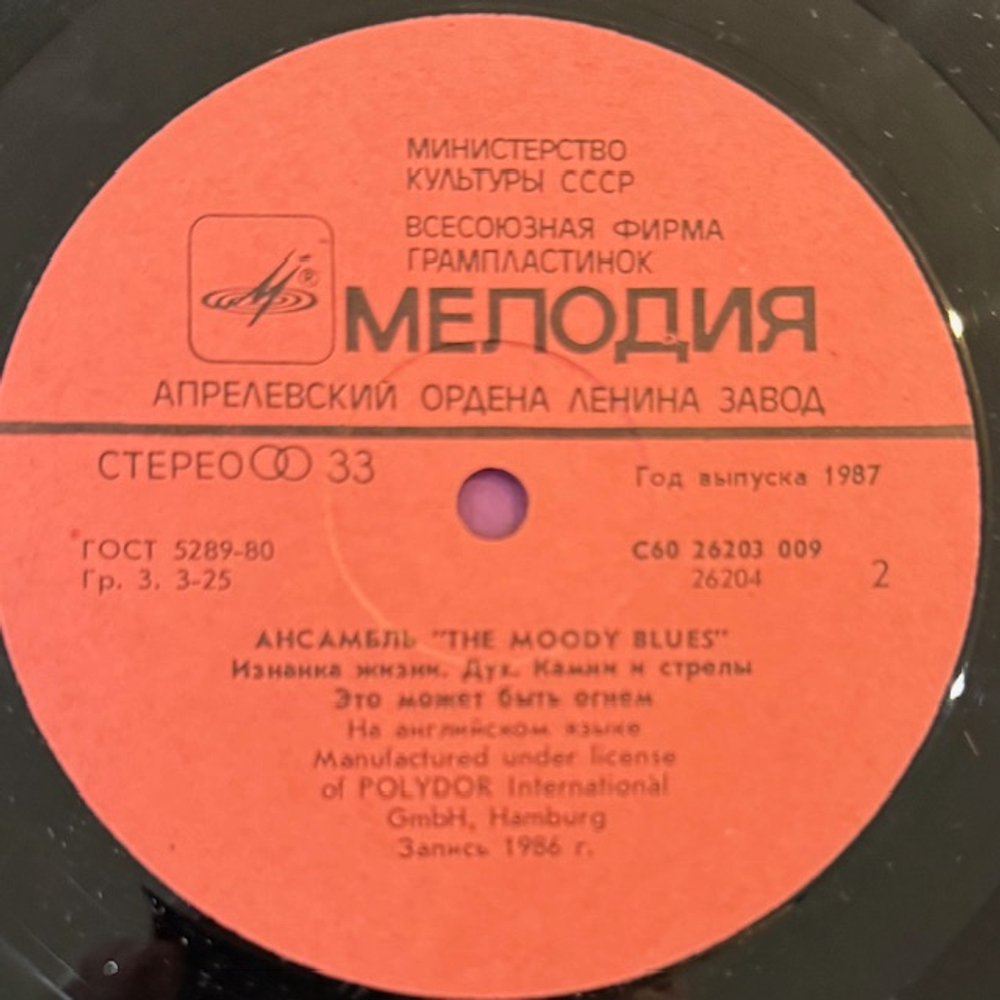 МИНИСТЕРСТВО
КУЛЬТУРЫ СССР
ВСЕСОЮЗНАЯ ФИРМА
ГРАМПЛАСТИНОК
МЕЛОДИЯ
АПРЕЛЕВСКИЙ ОРДЕНА ЛЕНИНА ЗАВОД
СТЕРЕО 33
Год выпуска 1987
ГОСТ 5289-80
Гр. 3. 3-25
С60 26203 009
26204
2
АНСАМБЛЬ "THE MOODY BLUES"
Изнанка жизни. Дух. Камни и стрелы
Это может быть огнем
На английском языке
Manufactured under license
of POLYDOR International
GmbH, Hamburg
Запись 1986 г.